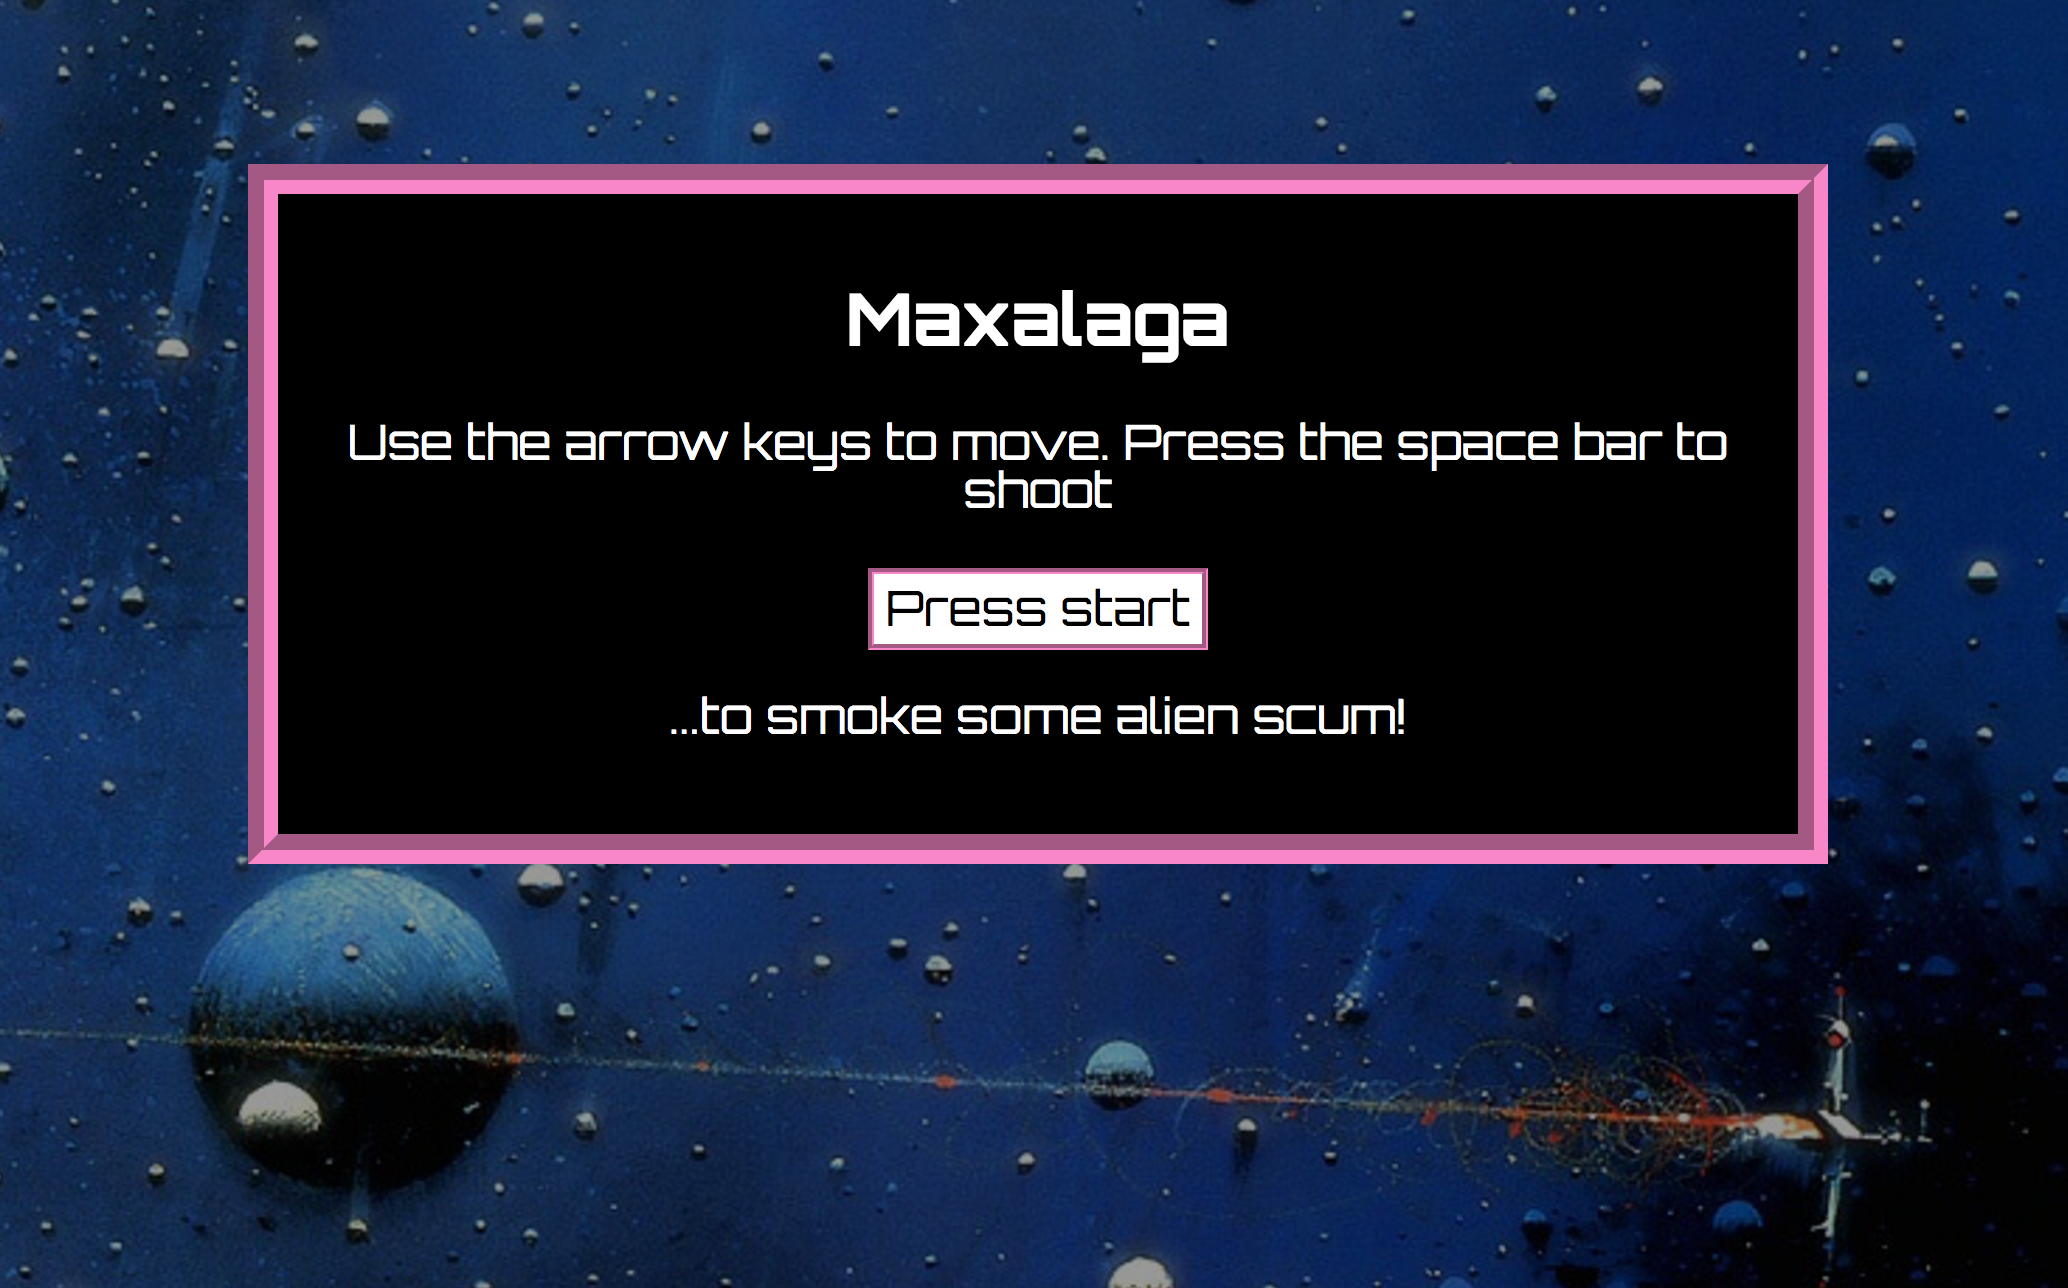 Maxalaga
Use the arrow keys to move. Press the space bar to
shoot
Press start
...to smoke some alien scum!